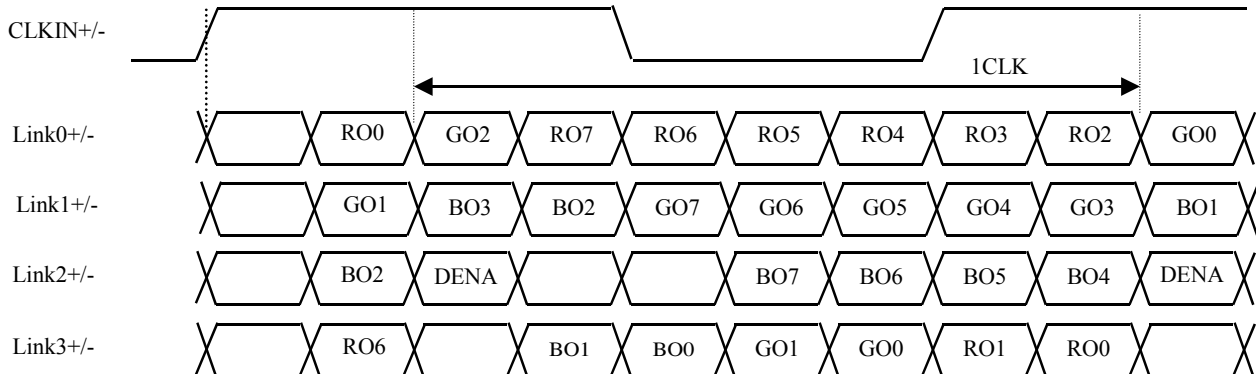 CLKIN+/-
1CLK
Link0+/- RO0 GO2 RO7 RO6 RO5 RO4 RO3 RO2 GO0
Link1+/- GO1 BO3 BO2 GO7 GO6 GO5 GO4 GO3 BO1
Link2+/- BO2 DENA BO7 BO6 BO5 BO4 DENA
Link3+/- RO6 BO1 BO0 GO1 GO0 RO1 RO0